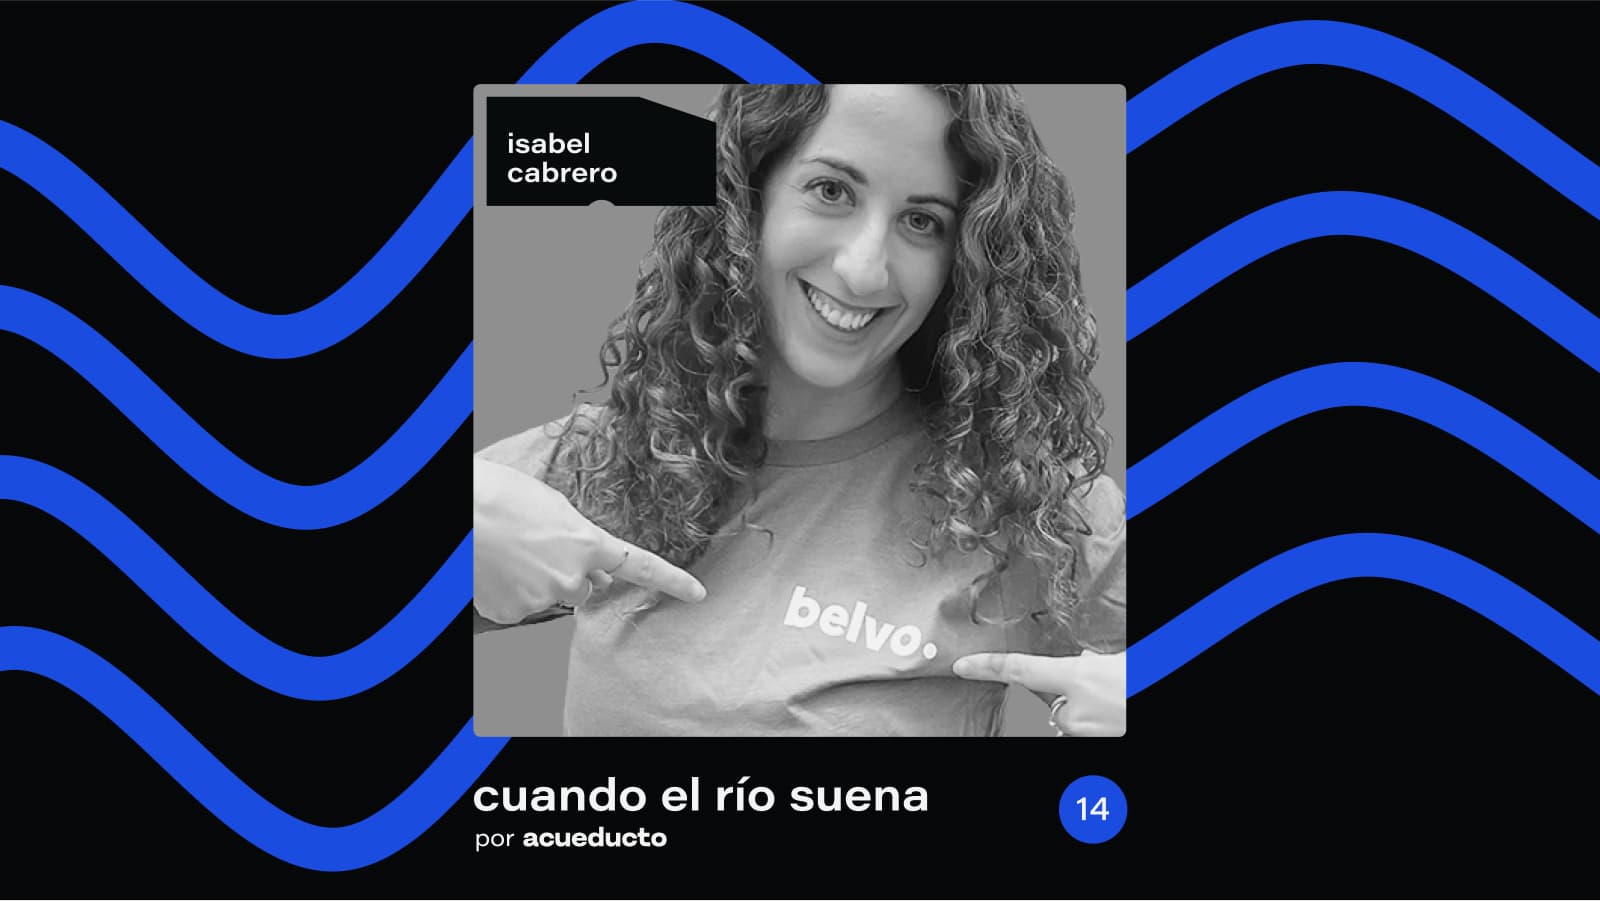 isabel
cabrero
belvo.
cuando el río suena
14
por acueducto